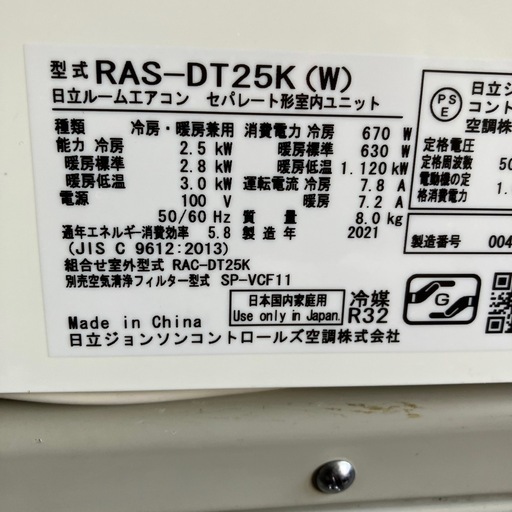 型式 RAS-DT25K (W)
日立ルームエアコン セパレート形室内ユニット
種類 冷房・暖房兼用 消費電力 冷房 670 W
能力 冷房 2.5 kW 暖房標準 630 W
暖房標準 2.8 kW 暖房低温 1.120 kW
暖房低温 3.0 kW 運転電流 冷房 7.8 A
電源 100 V 暖房 7.2 A
50/60 Hz 質量 8.0 kg
通年エネルギー消費効率 5.8 製造年 2021
(JIS C 9612:2013)
組合せ室外型式 RAC-DT25K
別売空気清浄フィルター型式 SP-VCF11
日本国内家庭用
Use only in Japan.
冷媒
R32
Made in China
日立ジョンソンコントロールズ空調株式会社
PS
E
日立ジ
コント
空調株
定格電圧
定格周波数 50
電動機の定
格消費電力 1.
製造番号 004
G